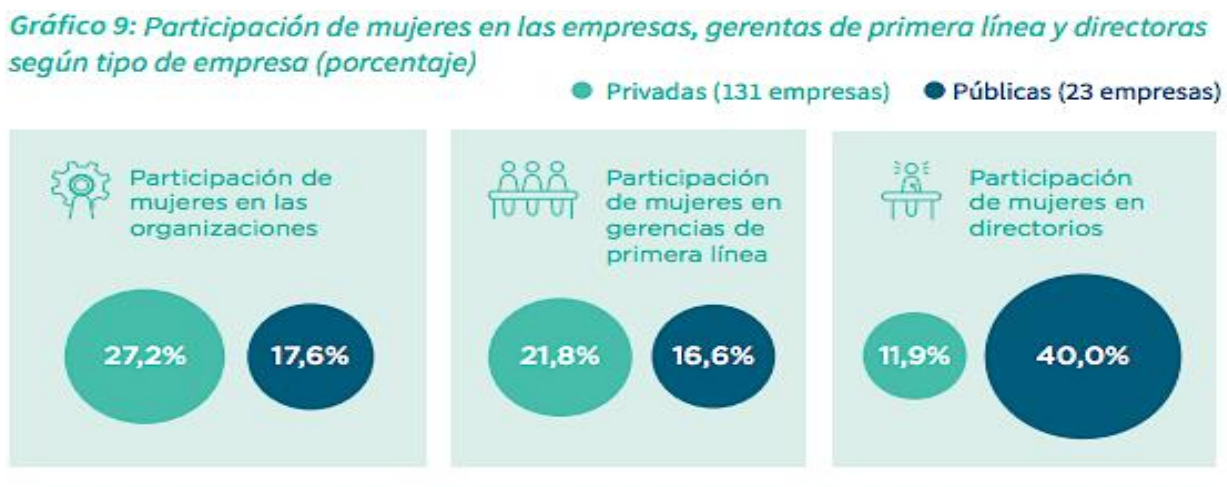 Gráfico 9: Participación de mujeres en las empresas, gerentas de primera línea y directoras
según tipo de empresa (porcentaje)
Privadas (131 empresas)
Públicas (23 empresas)
Participación de
mujeres en las
organizaciones
27,2%
17,6%
Participación
de mujeres en
gerencias de
primera línea
21,8%
16,6%
Participación
de mujeres en
directorios
11,9%
40,0%